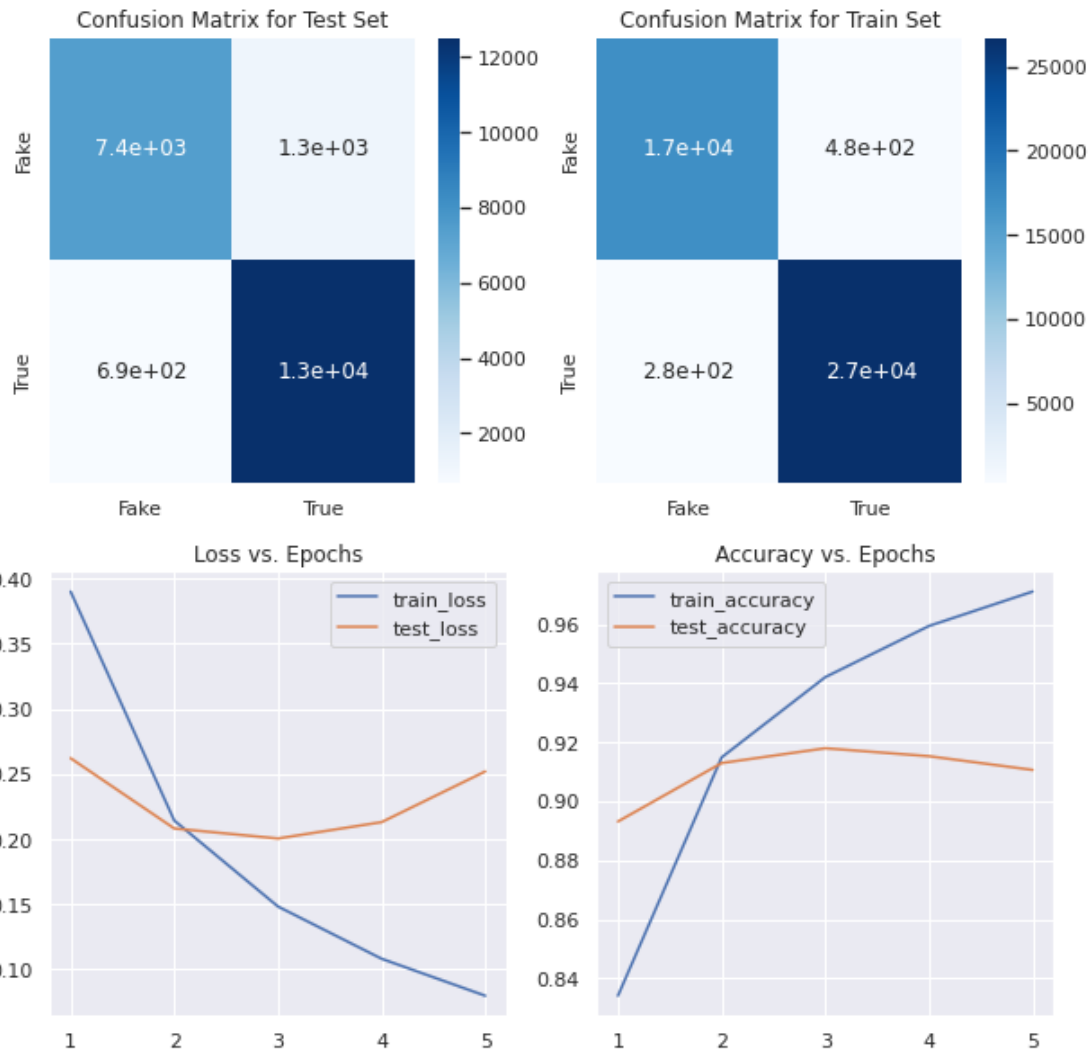 Confusion Matrix for Test Set
Fake
True
7.4e+03 1.3e+03
6.9e+02 1.3e+04
Fake True
12000
10000
8000
6000
4000
2000
Confusion Matrix for Train Set
Fake
True
1.7e+04 4.8e+02
2.8e+02 2.7e+04
Fake True
25000
20000
15000
10000
5000
Loss vs. Epochs
train_loss
test_loss
0.40
0.35
0.30
0.25
0.20
0.15
0.10
1 2 3 4 5
Accuracy vs. Epochs
train_accuracy
test_accuracy
0.96
0.94
0.92
0.90
0.88
0.86
0.84
1 2 3 4 5